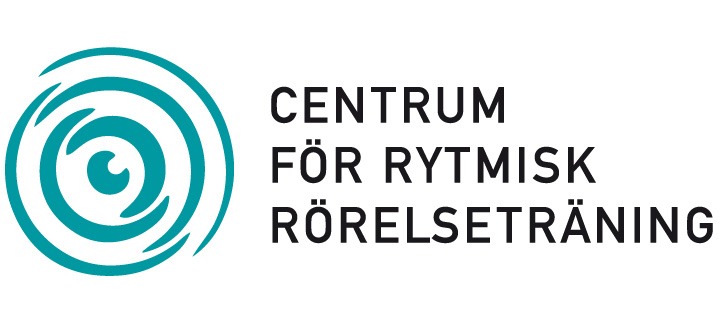 CENTRUM
FÖR RYTMISK
RÖRELSETRÄNING